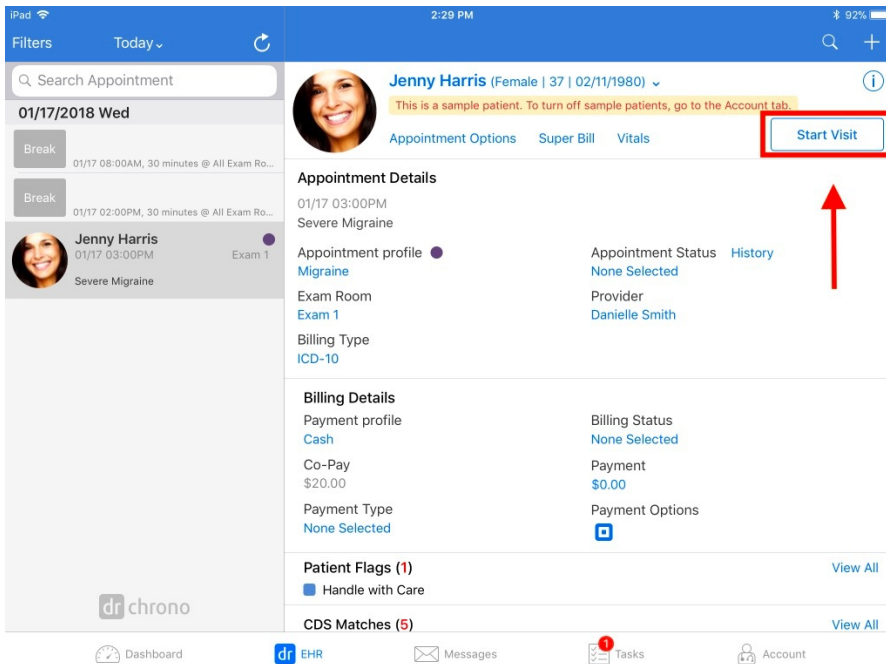 iPad 2:29 PM 92%
Filters Today
Search Appointment
01/17/2018 Wed
Break
01/17 08:00AM, 30 minutes @ All Exam Ro...
Break
01/17 02:00PM, 30 minutes @ All Exam Ro...
Jenny Harris
01/17 03:00PM Exam 1
Severe Migraine
dr chrono
Jenny Harris (Female | 37 | 02/11/1980)
This is a sample patient. To turn off sample patients, go to the Account tab.
Appointment Options Super Bill Vitals Start Visit
Appointment Details
01/17 03:00PM
Severe Migraine
Appointment profile Appointment Status History
Migraine None Selected
Exam Room Provider
Exam 1 Danielle Smith
Billing Type
ICD-10
Billing Details
Payment profile Billing Status
Cash None Selected
Co-Pay Payment
$20.00 $0.00
Payment Type Payment Options
None Selected
Patient Flags (1) View All
Handle with Care
CDS Matches (5) View All
Dashboard dr EHR Messages 1 Tasks Account